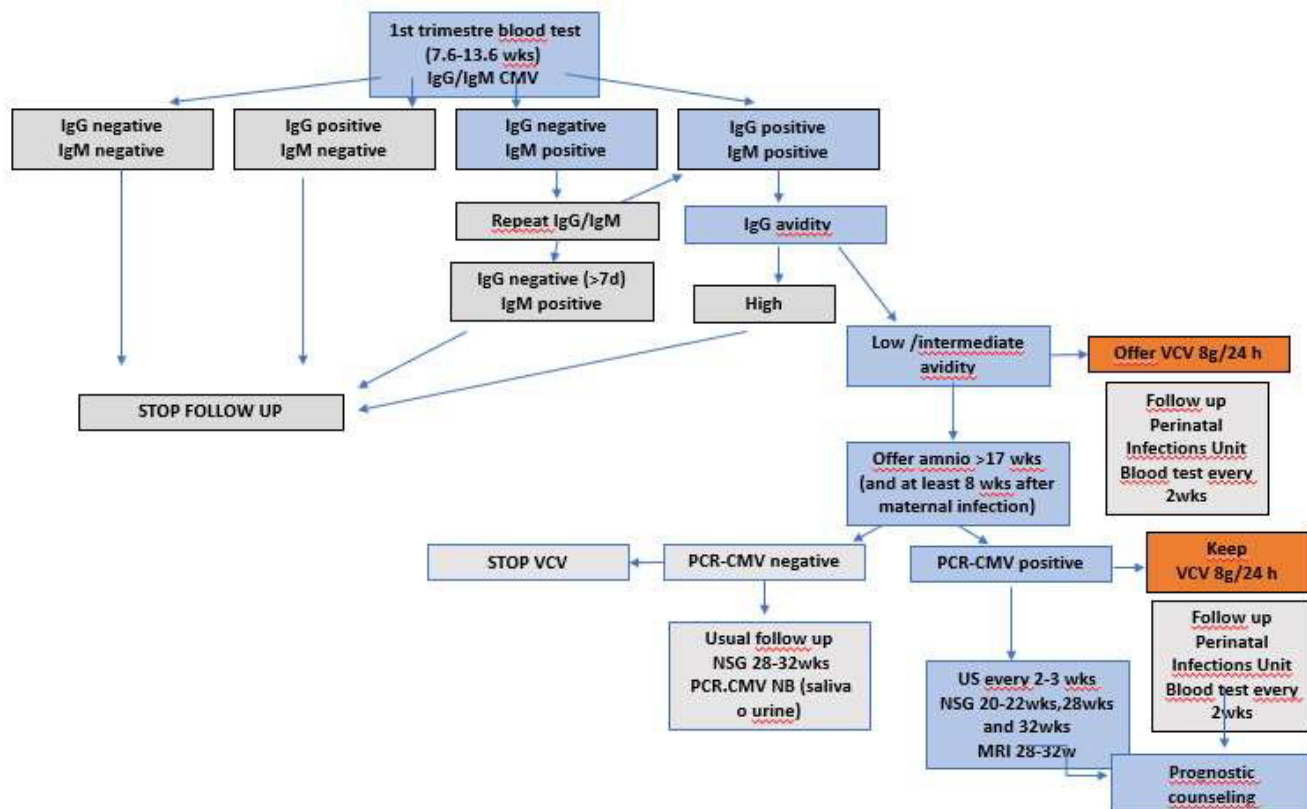 1st trimestre blood test
(7.6-13.6 wks)
IgG/IgM CMV
IgG negative
IgM negative
IgG positive
IgM negative
IgG negative
IgM positive
IgG positive
IgM positive
Repeat IgG/IgM
IgG avidity
IgG negative (>7d)
IgM positive
High
Low /intermediate
avidity
Offer VCV 8g/24 h
STOP FOLLOW UP
Follow up
Perinatal
Infections Unit
Blood test every
2wks
Offer amnio >17 wks
(and at least 8 wks after
maternal infection)
STOP VCV
PCR-CMV negative
PCR-CMV positive
Keep
VCV 8g/24 h
Usual follow up
NSG 28-32wks
PCR.CMV NB (saliva
o urine)
US every 2-3 wks
NSG 20-22wks,28wks
and 32wks
MRI 28-32w
Follow up
Perinatal
Infections Unit
Blood test every
2wks
Prognostic
counseling